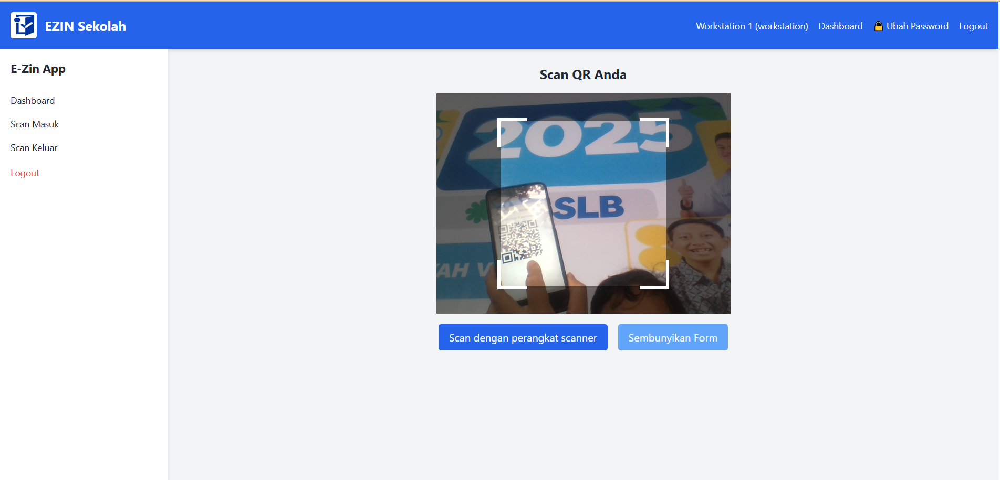 EZIN Sekolah
Workstation 1 (workstation) Dashboard Ubah Password Logout
E-Zin App
Dashboard
Scan Masuk
Scan Keluar
Logout
Scan QR Anda
2025
SLB
AH V
Scan dengan perangkat scanner
Sembunyikan Form